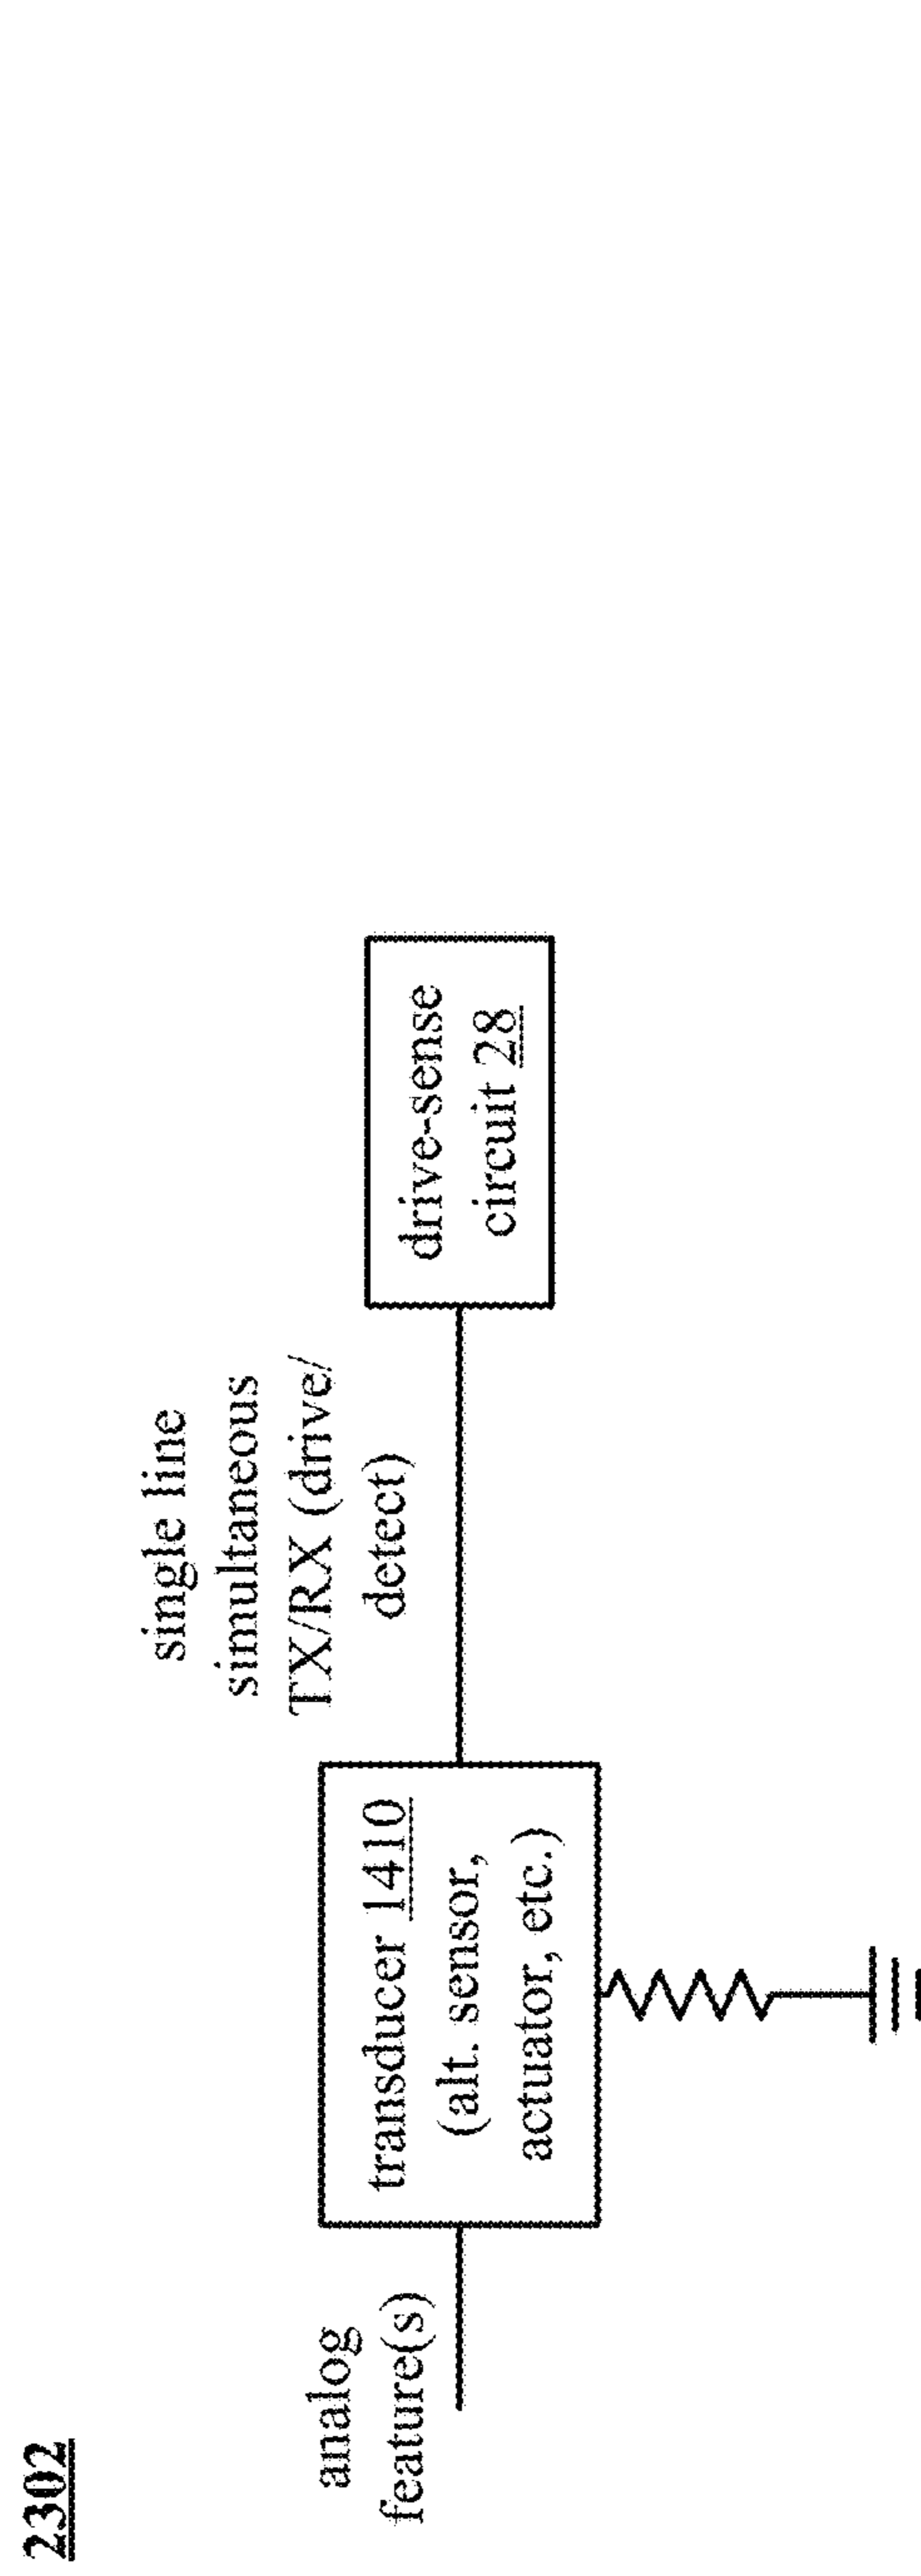 2302
analog
feature(s)
transducer 1410
(alt. sensor,
actuator, etc.)
single line
simultaneous
TX/RX (drive/
detect)
drive-sense
circuit 28